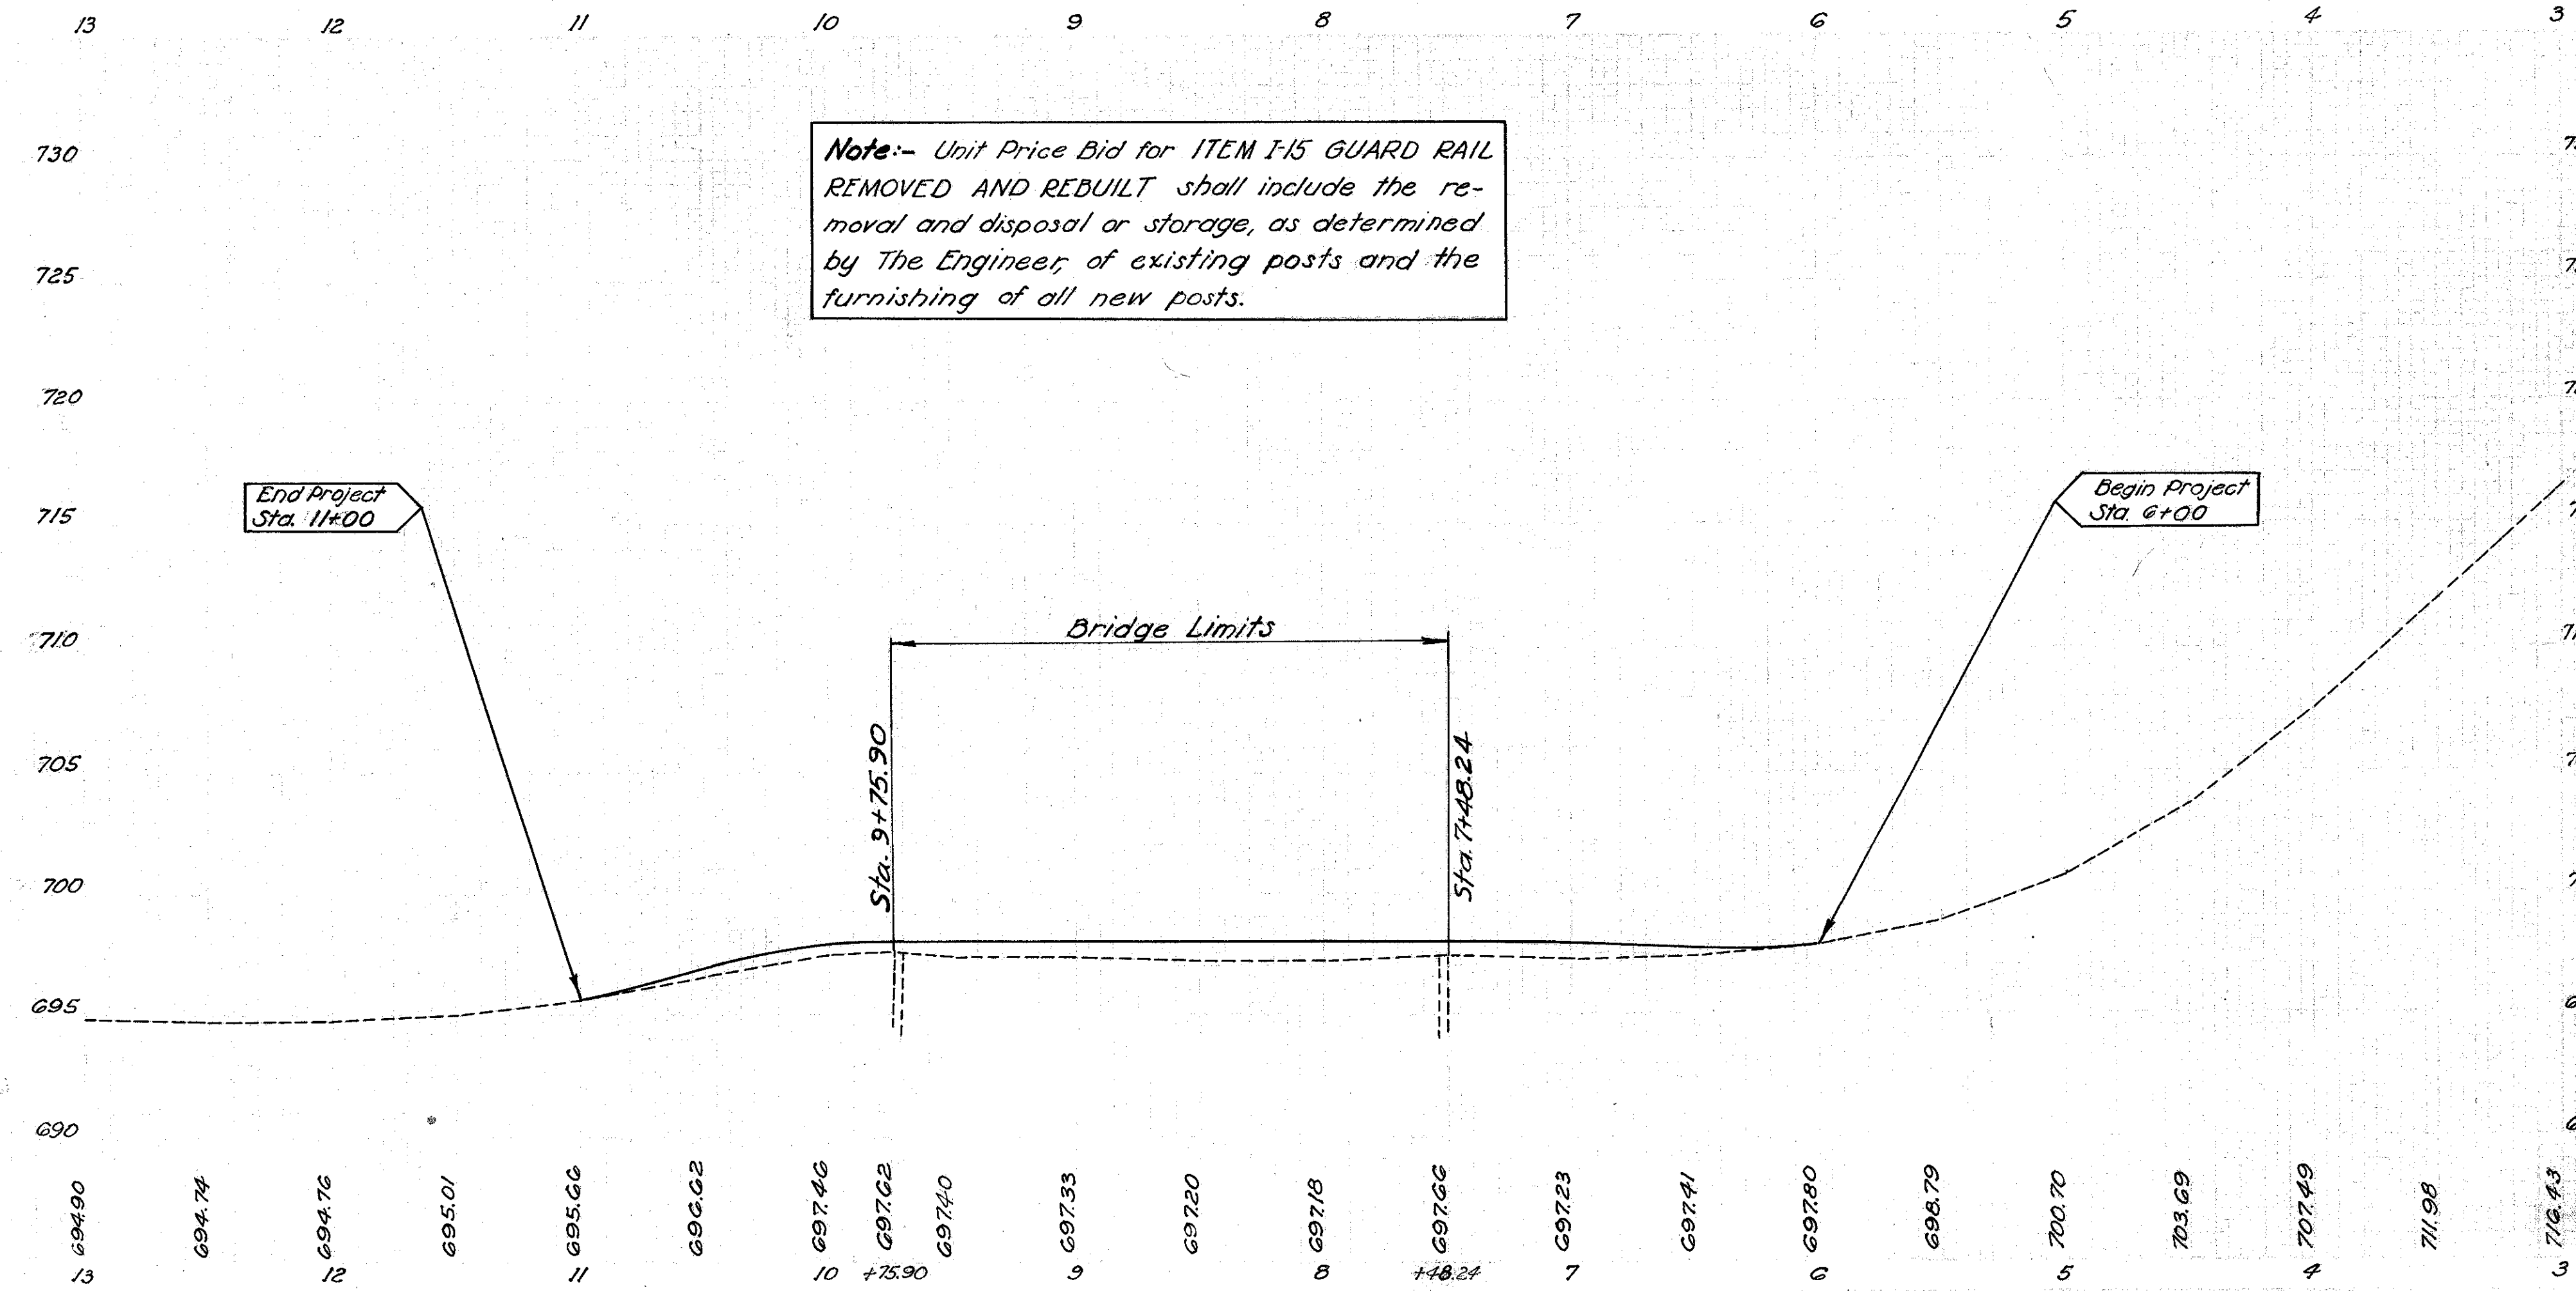 13 12 11 10 9 8 7 6 5 4 3
730
Note:- Unit Price Bid for ITEM I-15 GUARD RAIL
REMOVED AND REBUILT shall include the re-
moval and disposal or storage, as determined
by The Engineer, of existing posts and the
furnishing of all new posts.
725
720
End Project
Sta. 11+00
Begin Project
Sta. 6+00
715
710
Bridge Limits
705
Sta. 9+75.90
Sta. 7+48.24
700
695
690
694.90 694.74 694.76 695.01 695.66 696.62 697.46 697.62 697.40 697.33 697.20 697.18 697.66 697.23 697.41 697.80 698.79 700.70 703.69 707.49 711.98 716.43
13 12 11 10 +75.90 9 8 +48.24 7 6 5 4 3